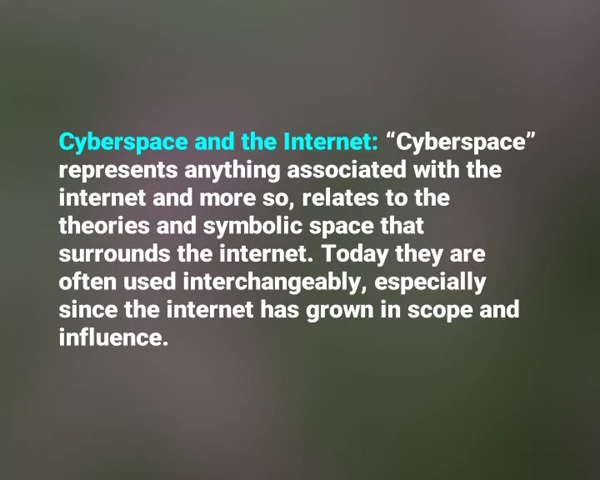 Cyberspace and the Internet: “Cyberspace”
represents anything associated with the
internet and more so, relates to the
theories and symbolic space that
surrounds the internet. Today they are
often used interchangeably, especially
since the internet has grown in scope and
influence.